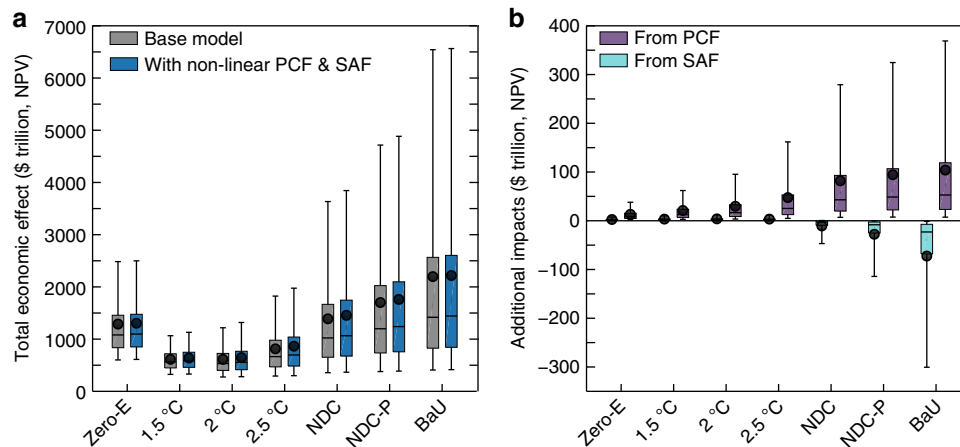 a
Total economic effect ($ trillion, NPV)
7000
6000
5000
4000
3000
2000
1000
0
Base model
With non-linear PCF & SAF
Zero-E
1.5 °C
2 °C
2.5 °C
NDC
NDC-P
BaU
b
Additional impacts ($ trillion, NPV)
400
300
200
100
0
−100
−200
−300
From PCF
From SAF
Zero-E
1.5 °C
2 °C
2.5 °C
NDC
NDC-P
BaU